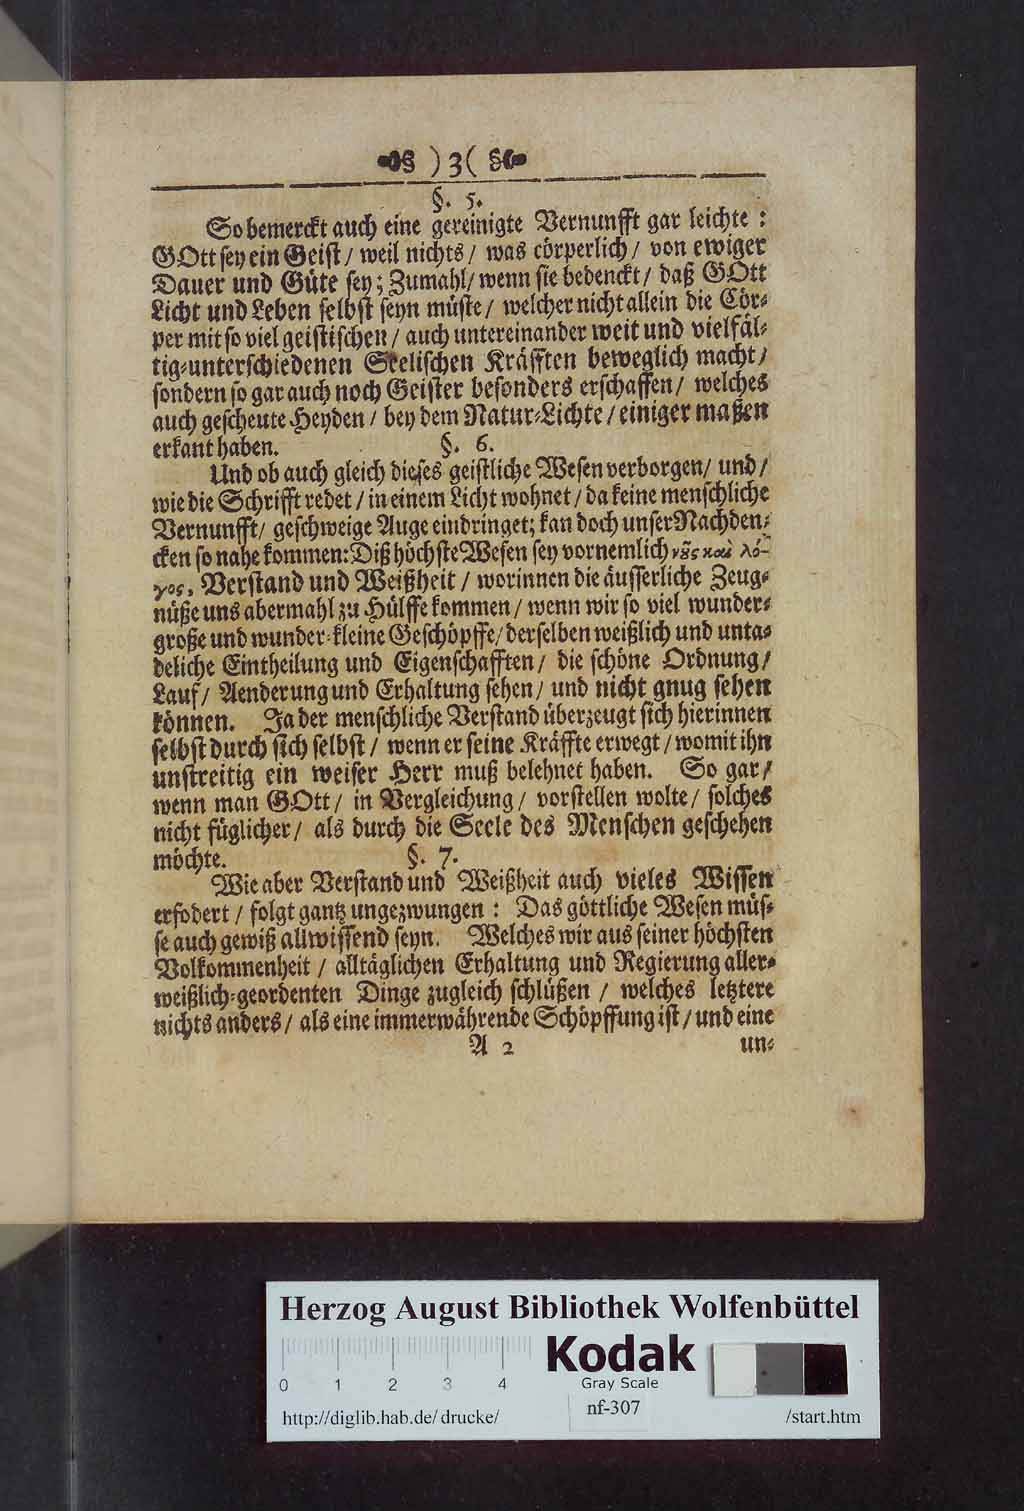 )3(
§. 5.
So bemerckt auch eine gereinigte Vernunfft gar leichte :
GOtt sey ein Geist / weil nichts / was cörperlich / von ewiger
Dauer und Güte sey; Zumahl / wenn sie bedenckt / daß GOtt
Licht und Leben selbst seyn müste / welcher nicht allein die Cör-
per mit so viel geistischen / auch untereinander weit und vielfäl-
tig-unterschiedenen Seelischen Kräfften beweglich macht /
sondern so gar auch noch Geister besonders erschaffen / welches
auch gescheute Heyden / bey dem Natur-Lichte / einiger maßen
erkant haben. §. 6.
Und ob auch gleich dieses geistliche Wesen verborgen / und /
wie die Schrifft redet / in einem Licht wohnet / da keine menschliche
Vernunfft / geschweige Auge eindringet; kan doch unser Nachden-
cken so nahe kommen: Diß höchste Wesen sey vornemlich νȣ͂ς καὶ λό-
γος, Verstand und Weißheit / worinnen die äusserliche Zeug-
nüße uns abermahl zu Hülffe kommen / wenn wir so viel wunder-
große und wunder-kleine Geschöpffe / derselben weißlich und unta-
deliche Eintheilung und Eigenschafften / die schöne Ordnung /
Lauf / Aenderung und Erhaltung sehen / und nicht gnug sehen
können. Ja der menschliche Verstand überzeugt sich hierinnen
selbst durch sich selbst / wenn er seine Kräffte erwegt / womit ihn
unstreitig ein weiser Herr muß belehnet haben. So gar /
wenn man GOtt / in Vergleichung / vorstellen wolte / solches
nicht füglicher / als durch die Seele des Menschen geschehen
möchte. §. 7.
Wie aber Verstand und Weißheit auch vieles Wissen
erfodert / folgt gantz ungezwungen : Das göttliche Wesen müs-
se auch gewiß allwissend seyn. Welches wir aus seiner höchsten
Volkommenheit / alltäglichen Erhaltung und Regierung aller-
weißlich-geordenten Dinge zugleich schlüßen / welches letztere
nichts anders / als eine immerwährende Schöpffung ist / und eine
A 2 un-
Herzog August Bibliothek Wolfenbüttel
Kodak
0 1 2 3 4 Gray Scale
http://diglib.hab.de/drucke/ nf-307 /start.htm